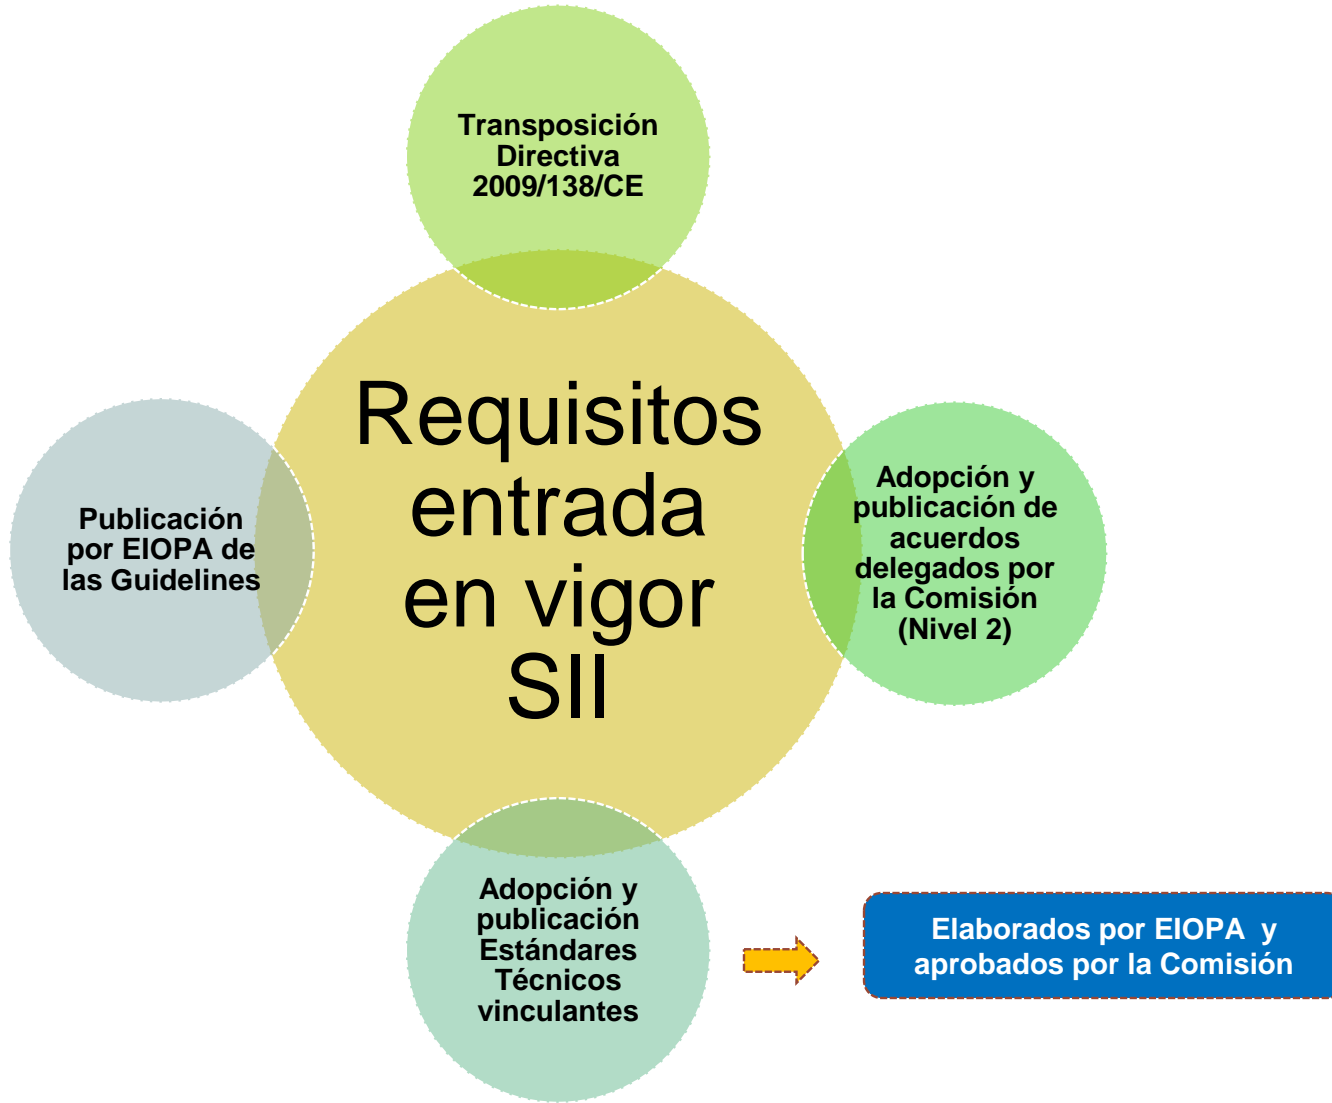 Transposición
Directiva
2009/138/CE
Requisitos
entrada
en vigor
SII
Publicación
por EIOPA de
las Guidelines
Adopción y
publicación de
acuerdos
delegados por
la Comisión
(Nivel 2)
Adopción y
publicación
Estándares
Técnicos
vinculantes
Elaborados por EIOPA y
aprobados por la Comisión